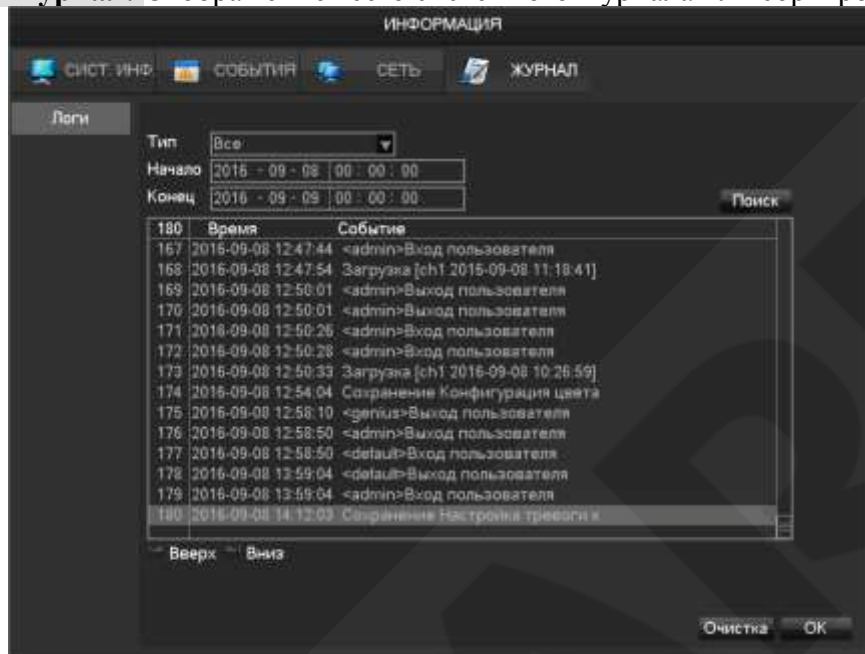 ИНФОРМАЦИЯ
СИСТ. ИНФ. СОБЫТИЯ СЕТЬ ЖУРНАЛ
Логи
Тип Все
Начало 2016 - 09 - 08 00 : 00 : 00
Конец 2016 - 09 - 09 00 : 00 : 00
Поиск
180 Время Событие
167 2016-09-08 12:47:44 <admin>Вход пользователя
168 2016-09-08 12:47:54 Загрузка [ch1 2016-09-08 11:18:41]
169 2016-09-08 12:50:01 <admin>Выход пользователя
170 2016-09-08 12:50:01 <admin>Выход пользователя
171 2016-09-08 12:50:26 <admin>Вход пользователя
172 2016-09-08 12:50:28 <admin>Вход пользователя
173 2016-09-08 12:50:33 Загрузка [ch1 2016-09-08 10:26:59]
174 2016-09-08 12:54:04 Сохранение Конфигурация цвета
175 2016-09-08 12:58:10 <genius>Выход пользователя
176 2016-09-08 12:58:50 <admin>Выход пользователя
177 2016-09-08 12:58:50 <default>Вход пользователя
178 2016-09-08 13:59:04 <default>Выход пользователя
179 2016-09-08 13:59:04 <admin>Вход пользователя
180 2016-09-08 14:12:03 Сохранение Настройка тревоги к
Вверх Вниз
Очистка OK